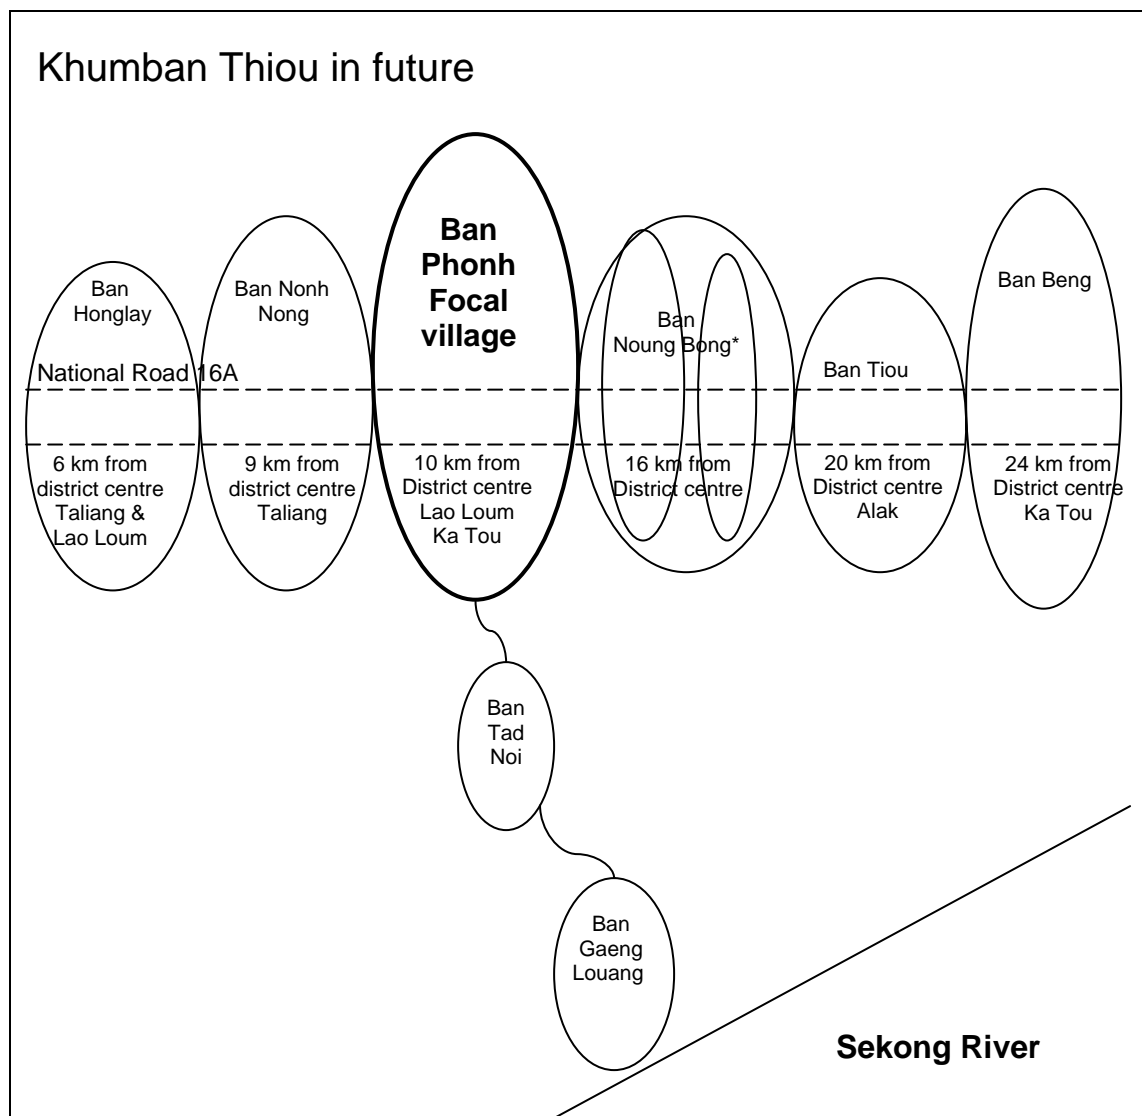 Khumban Thiou in future
Ban
Honglay
Ban Nonh
Nong
Ban
Phonh
Focal
village
Ban
Noung Bong*
Ban Tiou
Ban Beng
National Road 16A
6 km from
district centre
Taliang &
Lao Loum
9 km from
district centre
Taliang
10 km from
District centre
Lao Loum
Ka Tou
16 km from
District centre
20 km from
District centre
Alak
24 km from
District centre
Ka Tou
Ban
Tad
Noi
Ban
Gaeng
Louang
Sekong River